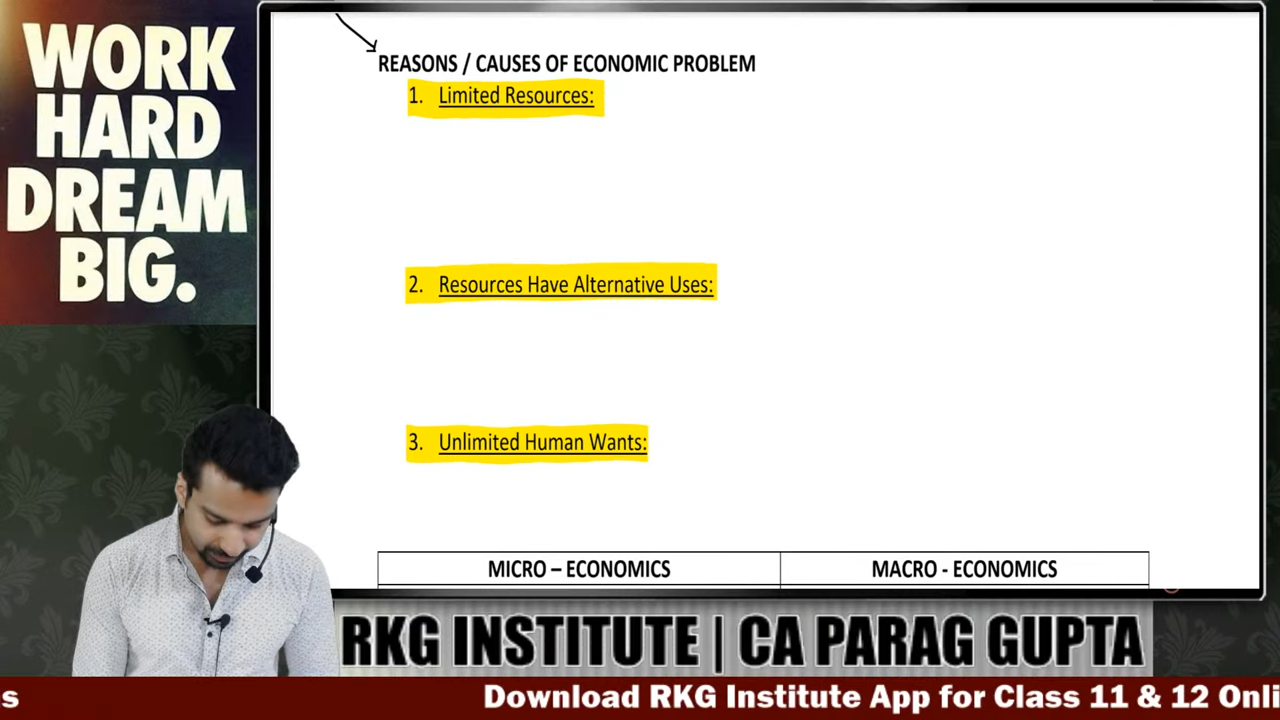 WORK
HARD
DREAM
BIG.
REASONS / CAUSES OF ECONOMIC PROBLEM
1. Limited Resources:
2. Resources Have Alternative Uses:
3. Unlimited Human Wants:
MICRO – ECONOMICS MACRO - ECONOMICS
RKG INSTITUTE | CA PARAG GUPTA
s Download RKG Institute App for Class 11 & 12 Onli